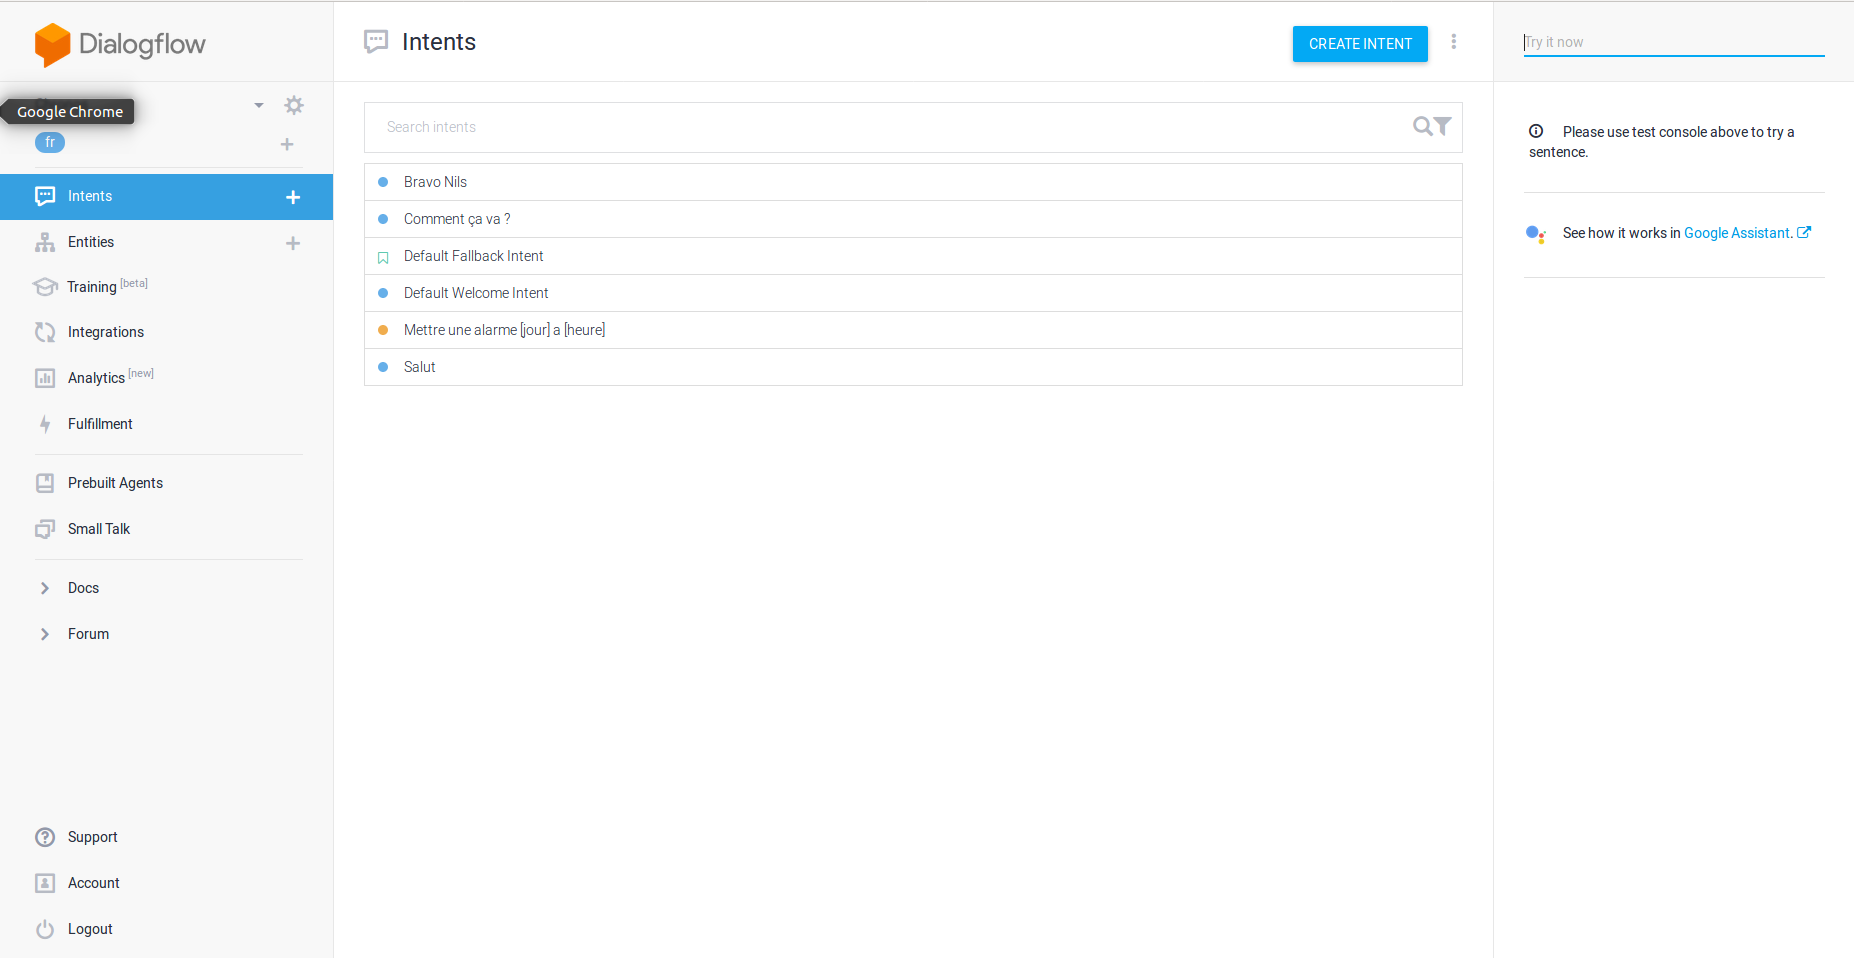 Dialogflow
Google Chrome
fr
Intents
Entities
Training [beta]
Integrations
Analytics [new]
Fulfillment
Prebuilt Agents
Small Talk
Docs
Forum
Support
Account
Logout
Intents
CREATE INTENT
Search intents
Bravo Nils
Comment ça va ?
Default Fallback Intent
Default Welcome Intent
Mettre une alarme [jour] a [heure]
Salut
Try it now
Please use test console above to try a
sentence.
See how it works in Google Assistant.